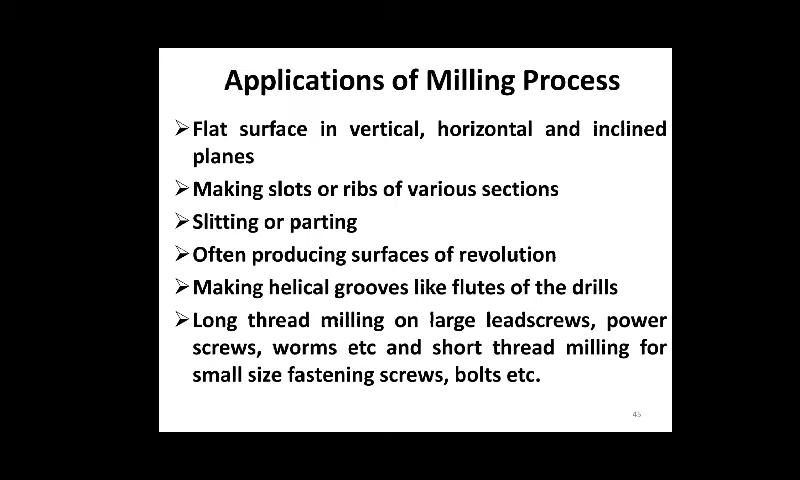 Applications of Milling Process
➢Flat surface in vertical, horizontal and inclined
planes
➢Making slots or ribs of various sections
➢Slitting or parting
➢Often producing surfaces of revolution
➢Making helical grooves like flutes of the drills
➢Long thread milling on large leadscrews, power
screws, worms etc and short thread milling for
small size fastening screws, bolts etc.
45